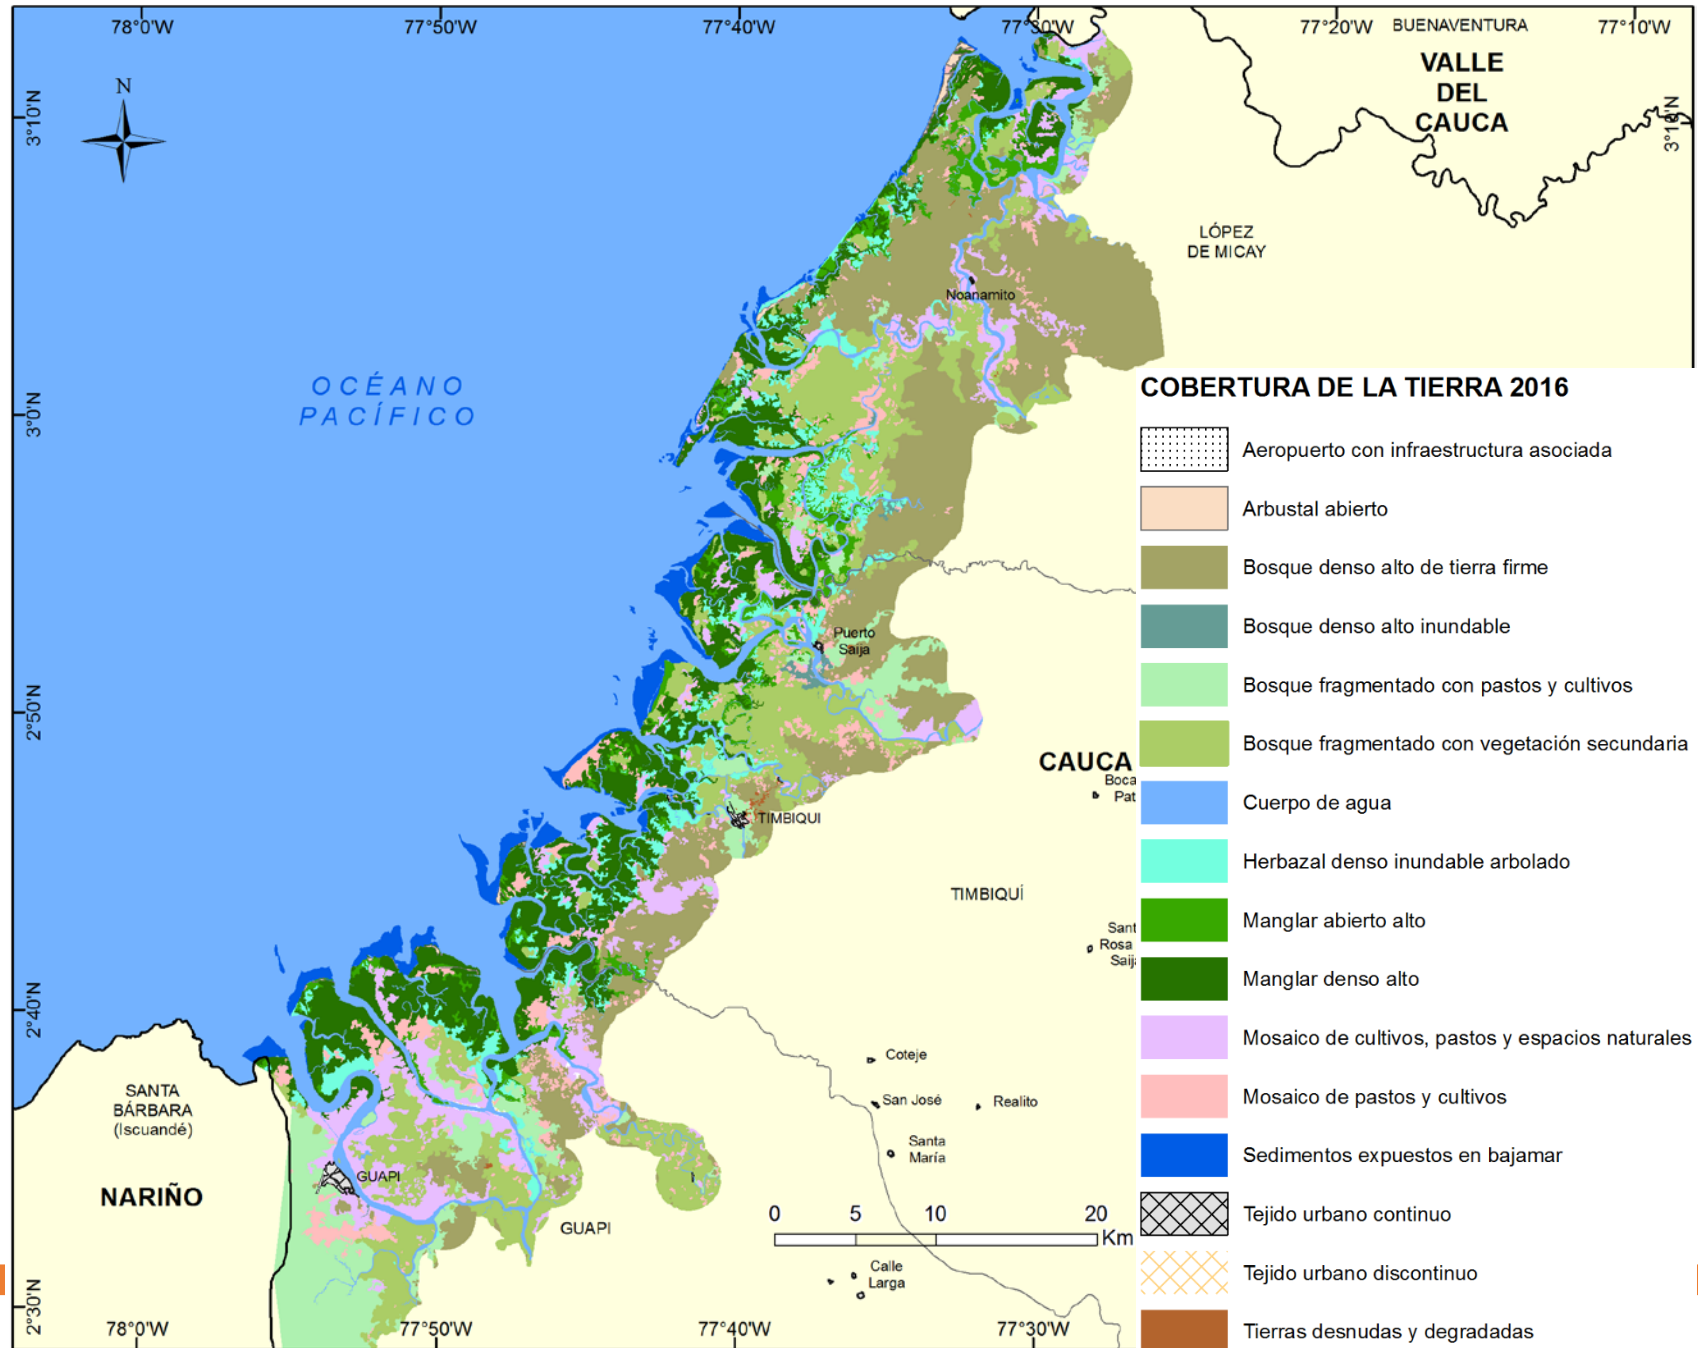 78°0'W
77°50'W
77°40'W
77°30'W
77°20'W
BUENAVENTURA
77°10'W
VALLE
DEL
CAUCA
N
3°10'N
3°10'N
LÓPEZ
DE MICAY
Noanamito
OCÉANO
PACÍFICO
3°0'N
COBERTURA DE LA TIERRA 2016
Aeropuerto con infraestructura asociada
Arbustal abierto
Bosque denso alto de tierra firme
Bosque denso alto inundable
Bosque fragmentado con pastos y cultivos
Bosque fragmentado con vegetación secundaria
Cuerpo de agua
Herbazal denso inundable arbolado
Manglar abierto alto
Manglar denso alto
Mosaico de cultivos, pastos y espacios naturales
Mosaico de pastos y cultivos
Sedimentos expuestos en bajamar
Tejido urbano continuo
Tejido urbano discontinuo
Tierras desnudas y degradadas
Puerto
Saija
2°50'N
CAUCA
Boca
Pat
TIMBIQUI
TIMBIQUÍ
Sant
Rosa
Saij
2°40'N
Coteje
San José
Realito
Santa
María
SANTA
BÁRBARA
(Iscuandé)
NARIÑO
GUAPI
GUAPI
0 5 10 20
Km
Calle
Larga
2°30'N
78°0'W
77°50'W
77°40'W
77°30'W